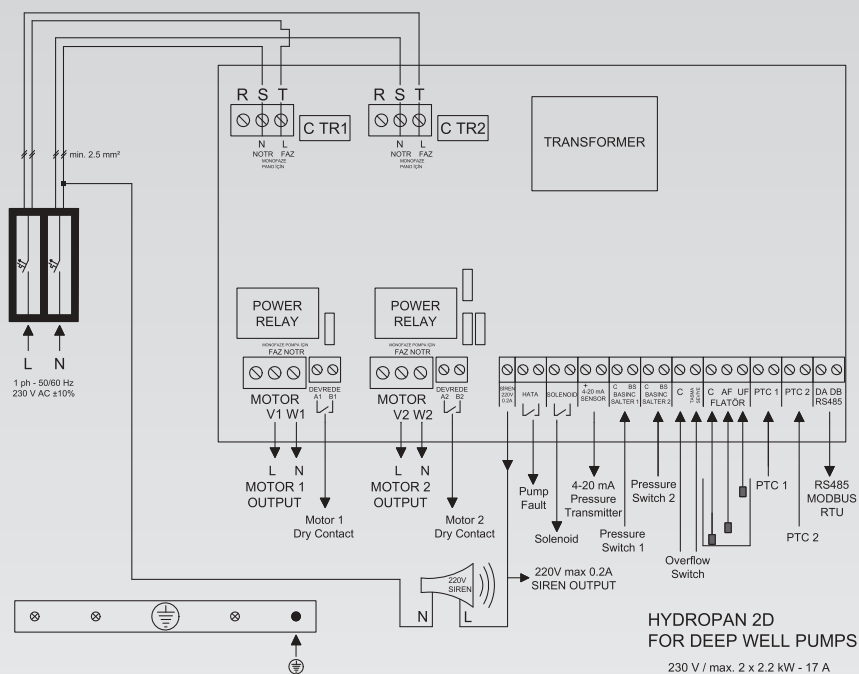 R S T
R S T
C TR1
C TR2
N L
NOTR FAZ
MONOFAZE
PANO İÇİN
N L
NOTR FAZ
MONOFAZE
PANO İÇİN
TRANSFORMER
min. 2.5 mm²
L N
1 ph - 50/60 Hz
230 V AC ±10%
POWER
RELAY
POWER
RELAY
MONOFAZE POMPA İÇİN
FAZ NOTR
MONOFAZE POMPA İÇİN
FAZ NOTR
MOTOR
V1 W1
DEVREDE
A1 B1
MOTOR
V2 W2
DEVREDE
A2 B2
SIREN
220V
0.2A
HATA
SOLENOID
+
4-20 mA
SENSOR
C BS
BASINC
SALTER 1
C BS
BASINC
SALTER 2
C
TASMA
SEVIYE
C AF UF
FLATÖR
PTC 1
PTC 2
DA DB
RS485
L N
MOTOR 1
OUTPUT
Motor 1
Dry Contact
L N
MOTOR 2
OUTPUT
Motor 2
Dry Contact
Pump
Fault
Solenoid
4-20 mA
Pressure
Transmitter
Pressure
Switch 1
Pressure
Switch 2
Overflow
Switch
PTC 1
PTC 2
RS485
MODBUS
RTU
220V
SIREN
N L
220V max 0.2A
SIREN OUTPUT
HYDROPAN 2D
FOR DEEP WELL PUMPS
230 V / max. 2 x 2.2 kW - 17 A